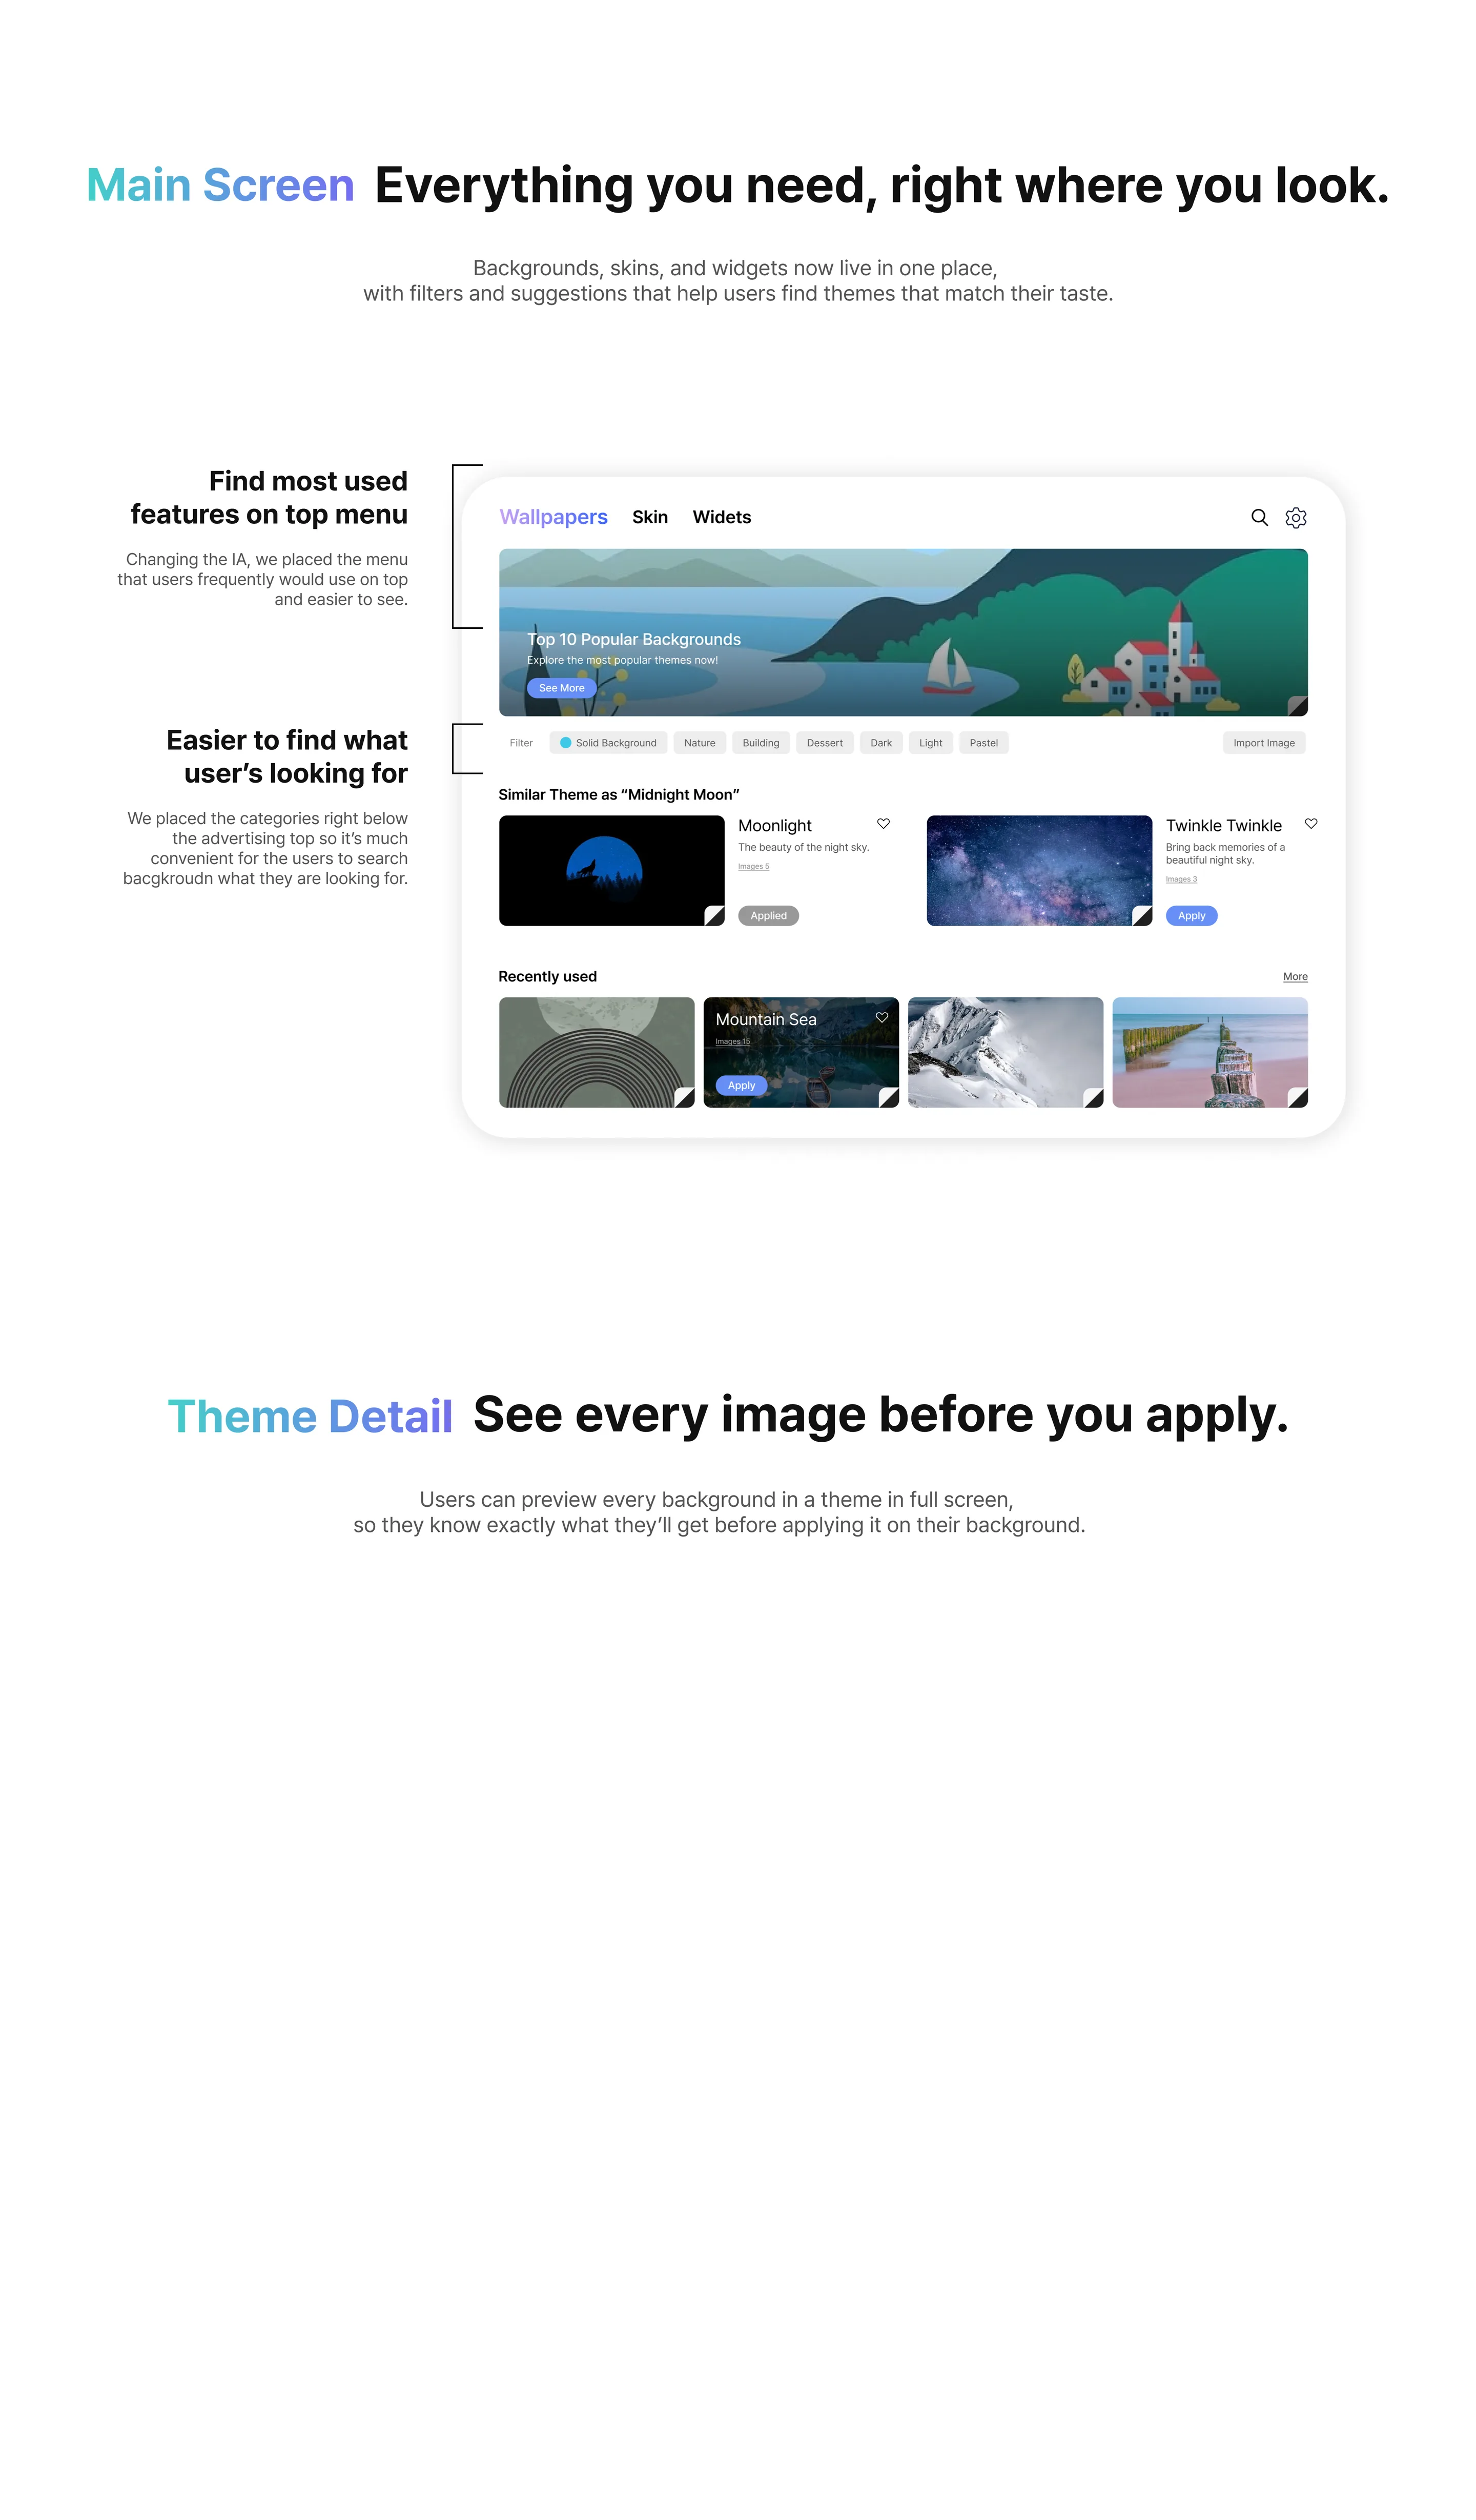 Main Screen Everything you need, right where you look.
Backgrounds, skins, and widgets now live in one place,
with filters and suggestions that help users find themes that match their taste.
Find most used
features on top menu
Changing the IA, we placed the menu
that users frequently would use on top
and easier to see.
Wallpapers Skin Widets
Top 10 Popular Backgrounds
Explore the most popular themes now!
See More
Easier to find what
user’s looking for
We placed the categories right below
the advertising top so it’s much
convenient for the users to search
bacgkroudn what they are looking for.
Filter Solid Background Nature Building Dessert Dark Light Pastel Import Image
Similar Theme as “Midnight Moon”
Moonlight
The beauty of the night sky.
Images 5
Applied
Twinkle Twinkle
Bring back memories of a
beautiful night sky.
Images 3
Apply
Recently used More
Mountain Sea
Images 15
Apply
Theme Detail See every image before you apply.
Users can preview every background in a theme in full screen,
so they know exactly what they’ll get before applying it on their background.